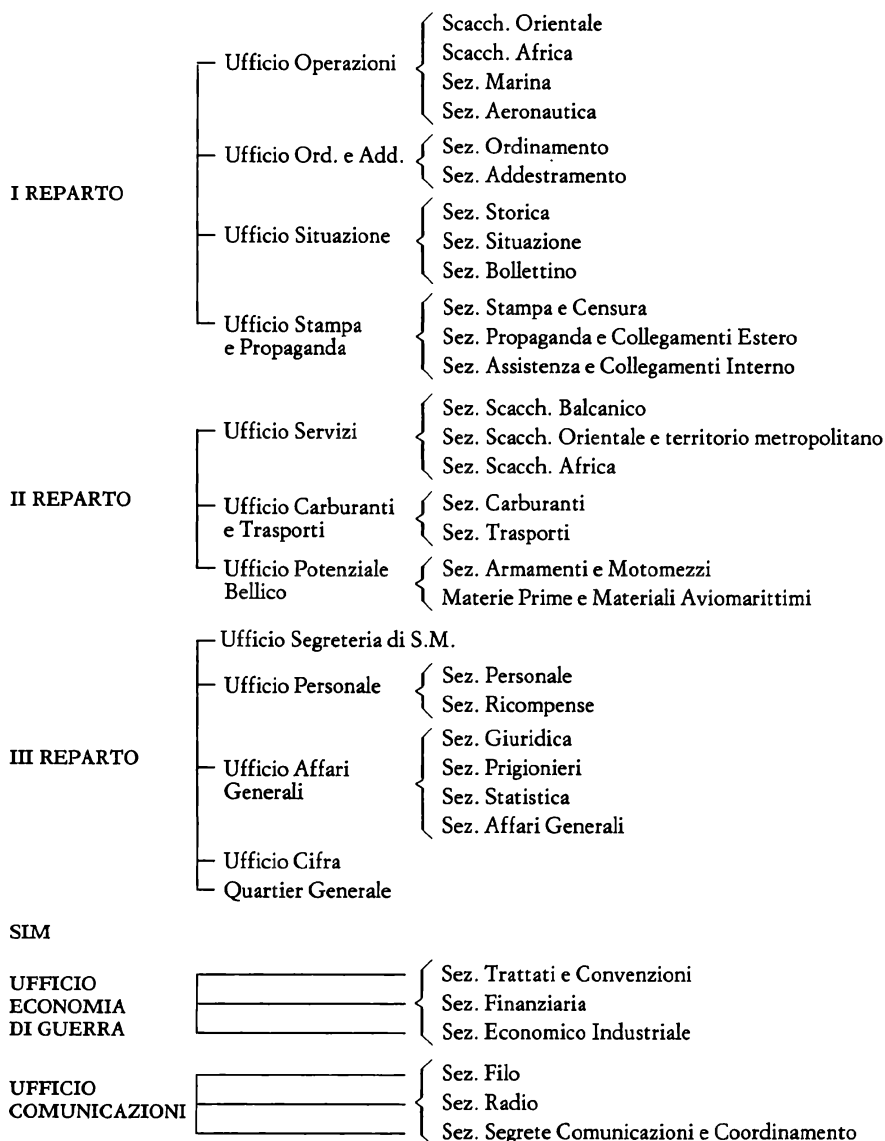 I REPARTO
Ufficio Operazioni
Scacch. Orientale
Scacch. Africa
Sez. Marina
Sez. Aeronautica
Ufficio Ord. e Add.
Sez. Ordinamento
Sez. Addestramento
Ufficio Situazione
Sez. Storica
Sez. Situazione
Sez. Bollettino
Ufficio Stampa
e Propaganda
Sez. Stampa e Censura
Sez. Propaganda e Collegamenti Estero
Sez. Assistenza e Collegamenti Interno
II REPARTO
Ufficio Servizi
Sez. Scacch. Balcanico
Sez. Scacch. Orientale e territorio metropolitano
Sez. Scacch. Africa
Ufficio Carburanti
e Trasporti
Sez. Carburanti
Sez. Trasporti
Ufficio Potenziale
Bellico
Sez. Armamenti e Motomezzi
Materie Prime e Materiali Aviomarittimi
III REPARTO
Ufficio Segreteria di S.M.
Ufficio Personale
Sez. Personale
Sez. Ricompense
Ufficio Affari
Generali
Sez. Giuridica
Sez. Prigionieri
Sez. Statistica
Sez. Affari Generali
Ufficio Cifra
Quartier Generale
SIM
UFFICIO
ECONOMIA
DI GUERRA
Sez. Trattati e Convenzioni
Sez. Finanziaria
Sez. Economico Industriale
UFFICIO
COMUNICAZIONI
Sez. Filo
Sez. Radio
Sez. Segrete Comunicazioni e Coordinamento